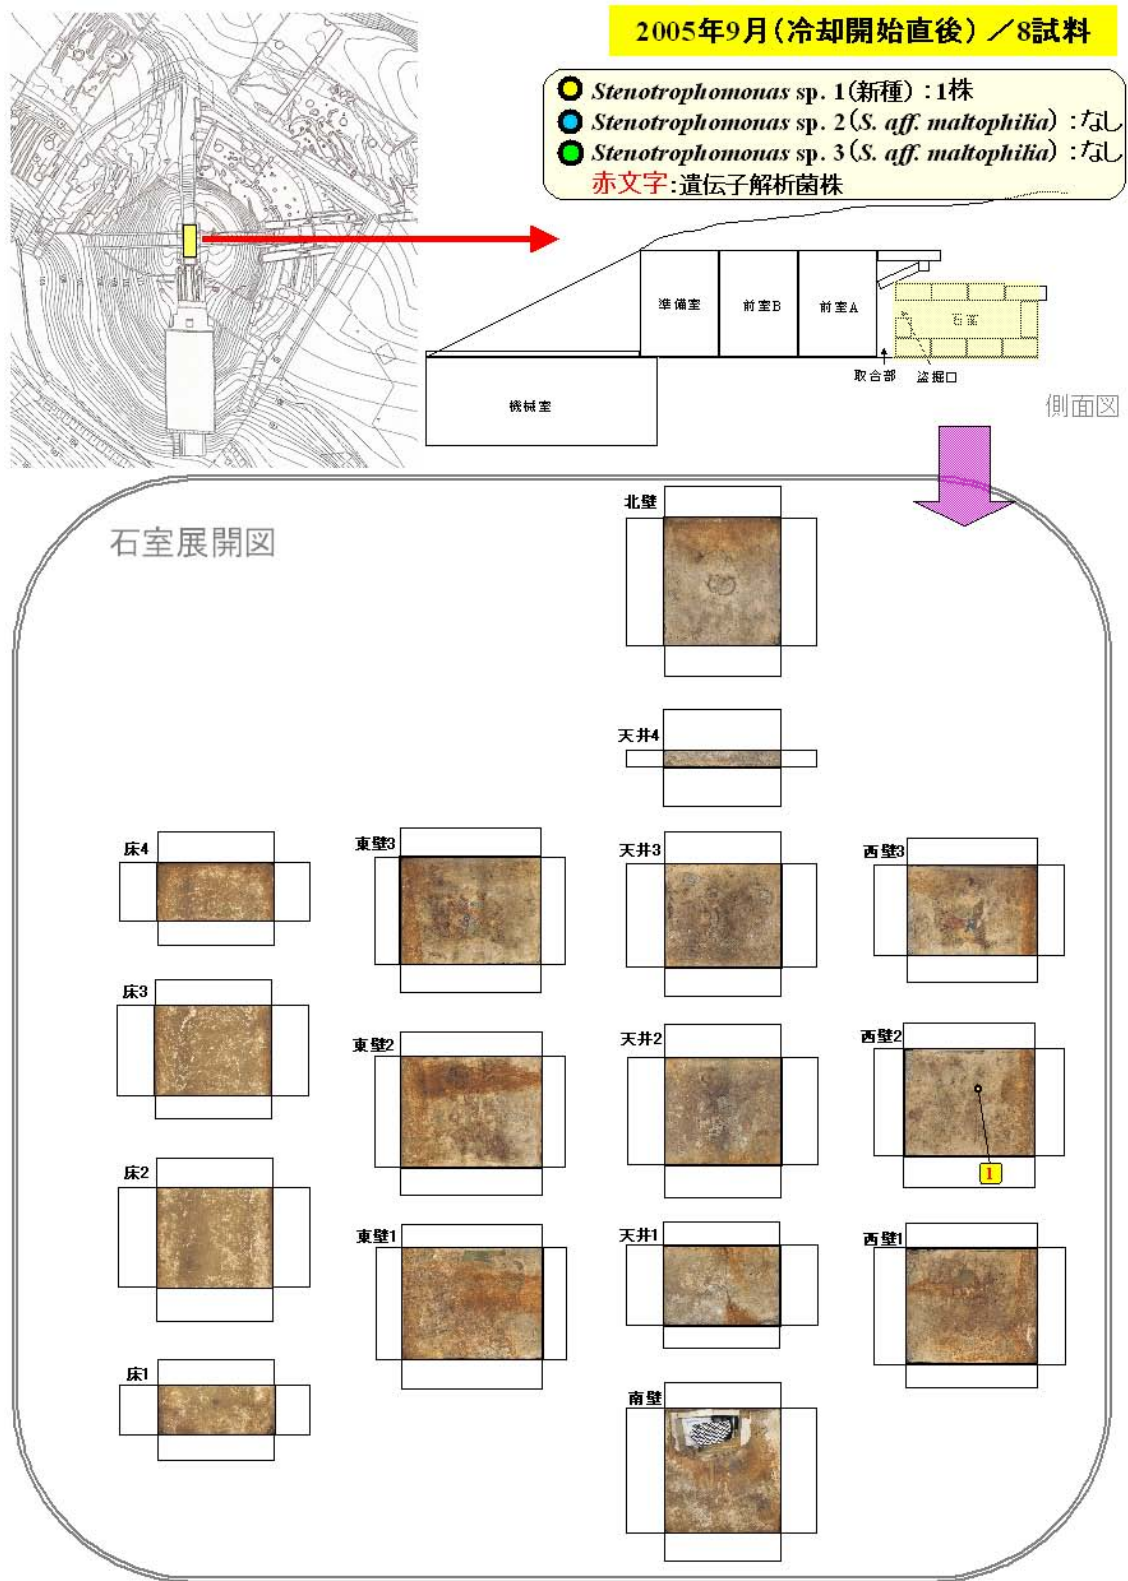 2005年9月(冷却開始直後) /8試料
Stenotrophomonas sp. 1(新種) : 1株
Stenotrophomonas sp. 2(S. aff. maltophilia) : なし
Stenotrophomonas sp. 3(S. aff. maltophilia) : なし
赤文字:遺伝子解析菌株
準備室
前室B
前室A
取合部
盗掘口
機械室
側面図
石室展開図
北壁
天井4
床4
東壁3
天井3
西壁3
床3
東壁2
天井2
西壁2
1
床2
東壁1
天井1
西壁1
床1
南壁